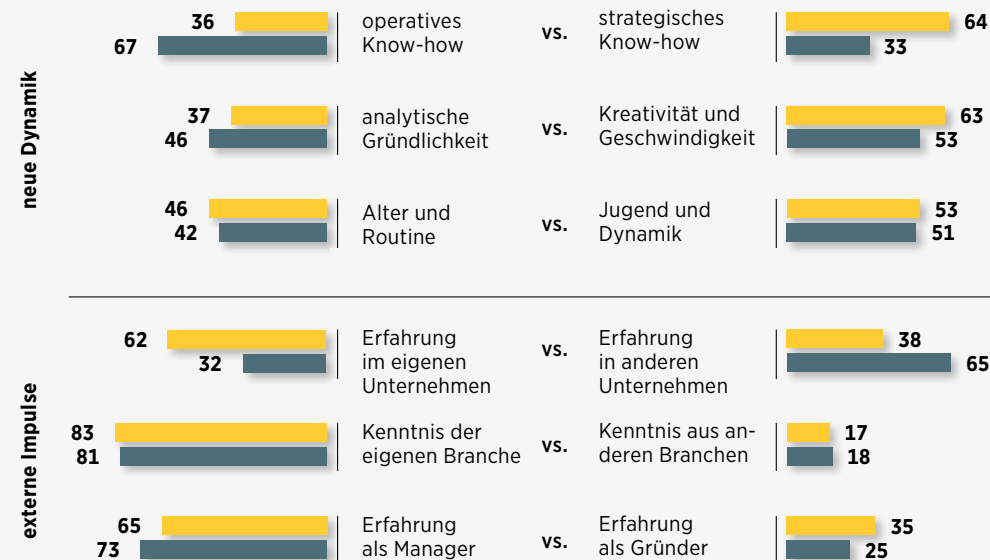 neue Dynamik
36
67
operatives
Know-how
vs.
strategisches
Know-how
64
33
37
46
analytische
Gründlichkeit
vs.
Kreativität und
Geschwindigkeit
63
53
46
42
Alter und
Routine
vs.
Jugend und
Dynamik
53
51
externe Impulse
62
32
Erfahrung
im eigenen
Unternehmen
vs.
Erfahrung
in anderen
Unternehmen
38
65
83
81
Kenntnis der
eigenen Branche
vs.
Kenntnis aus an-
deren Branchen
17
18
65
73
Erfahrung
als Manager
vs.
Erfahrung
als Gründer
35
25